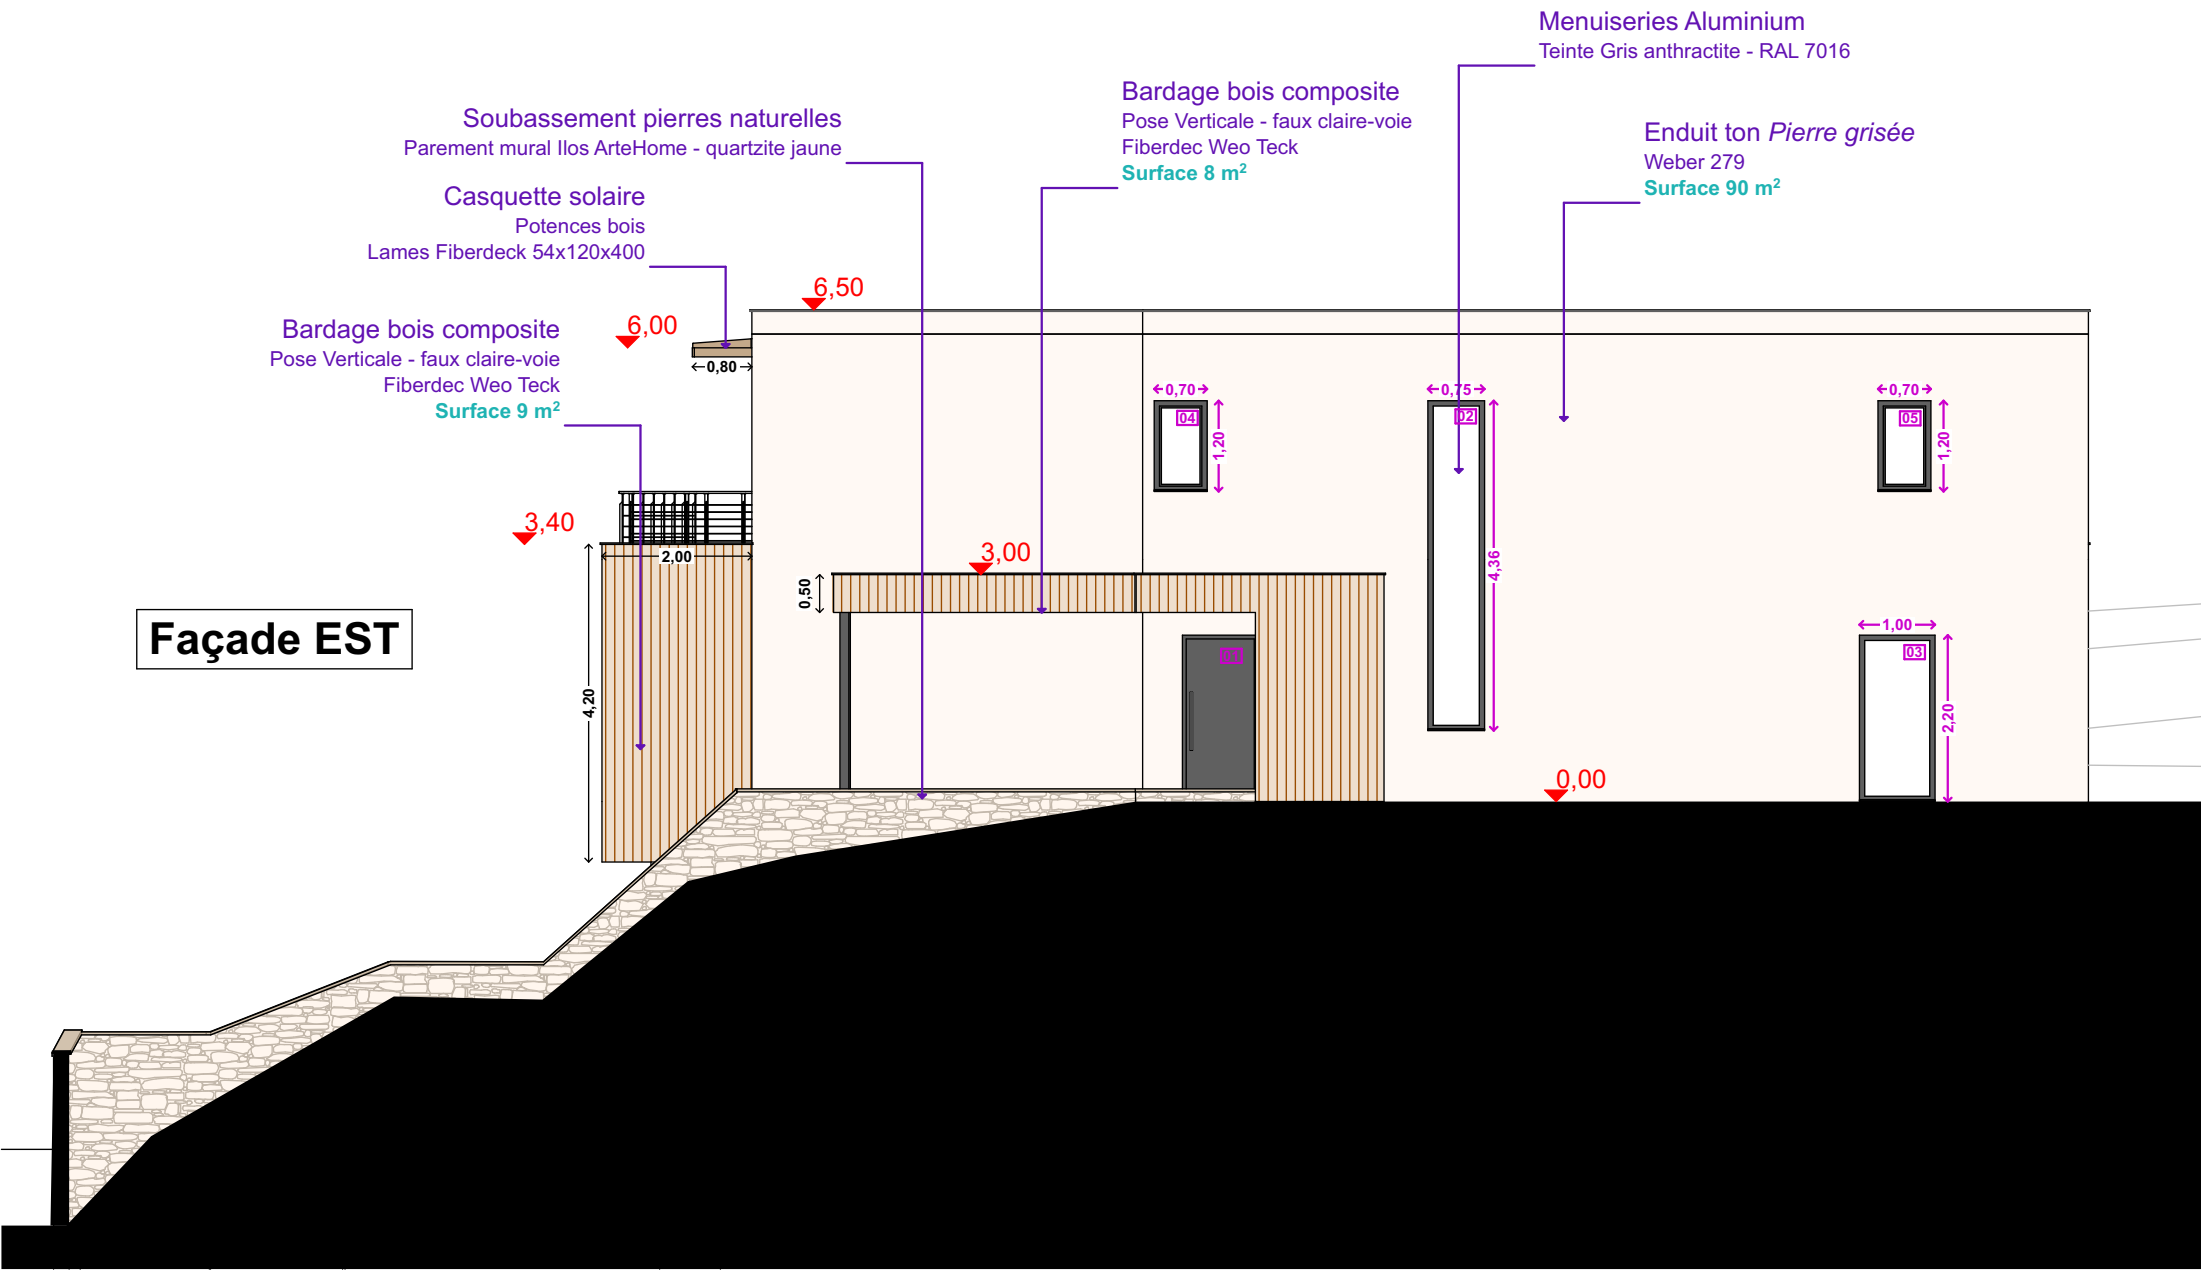 Menuiseries Aluminium
Teinte Gris anthractite - RAL 7016
Bardage bois composite
Pose Verticale - faux claire-voie
Fiberdec Weo Teck
Surface 8 m²
Soubassement pierres naturelles
Parement mural Ilos ArteHome - quartzite jaune
Enduit ton Pierre grisée
Weber 279
Surface 90 m²
Casquette solaire
Potences bois
Lames Fiberdeck 54x120x400
6,50
6,00
Bardage bois composite
Pose Verticale - faux claire-voie
Fiberdec Weo Teck
Surface 9 m²
0,80
0,70
04
1,20
0,75
02
4,36
0,70
05
1,20
3,40
2,00
4,20
3,00
0,50
Façade EST
01
1,00
03
2,20
0,00